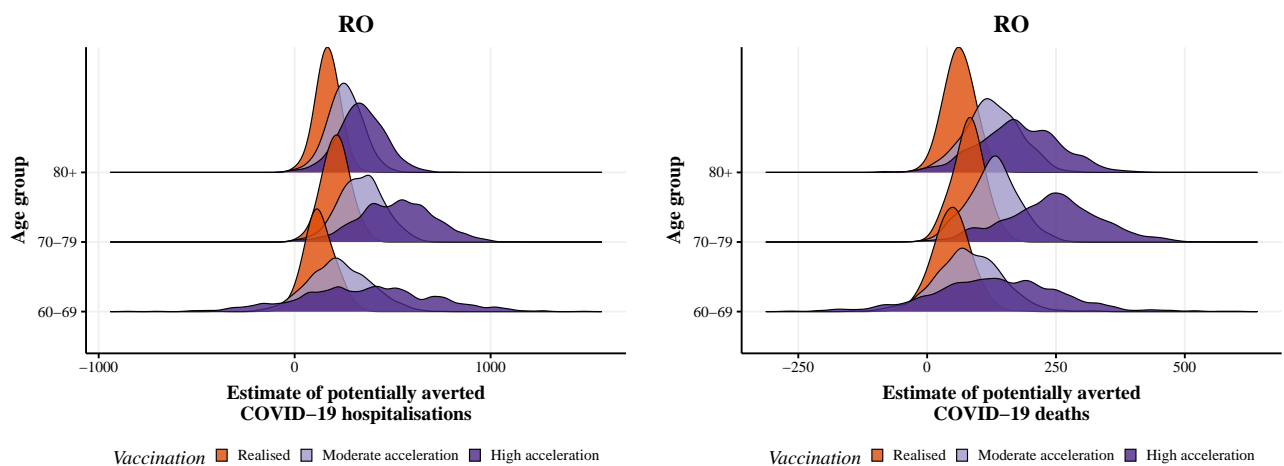 RO
Age group
80+
70−79
60−69
−1000
0
1000
Estimate of potentially averted
COVID−19 hospitalisations
Vaccination Realised Moderate acceleration High acceleration
RO
Age group
80+
70−79
60−69
−250
0
250
500
Estimate of potentially averted
COVID−19 deaths
Vaccination Realised Moderate acceleration High acceleration